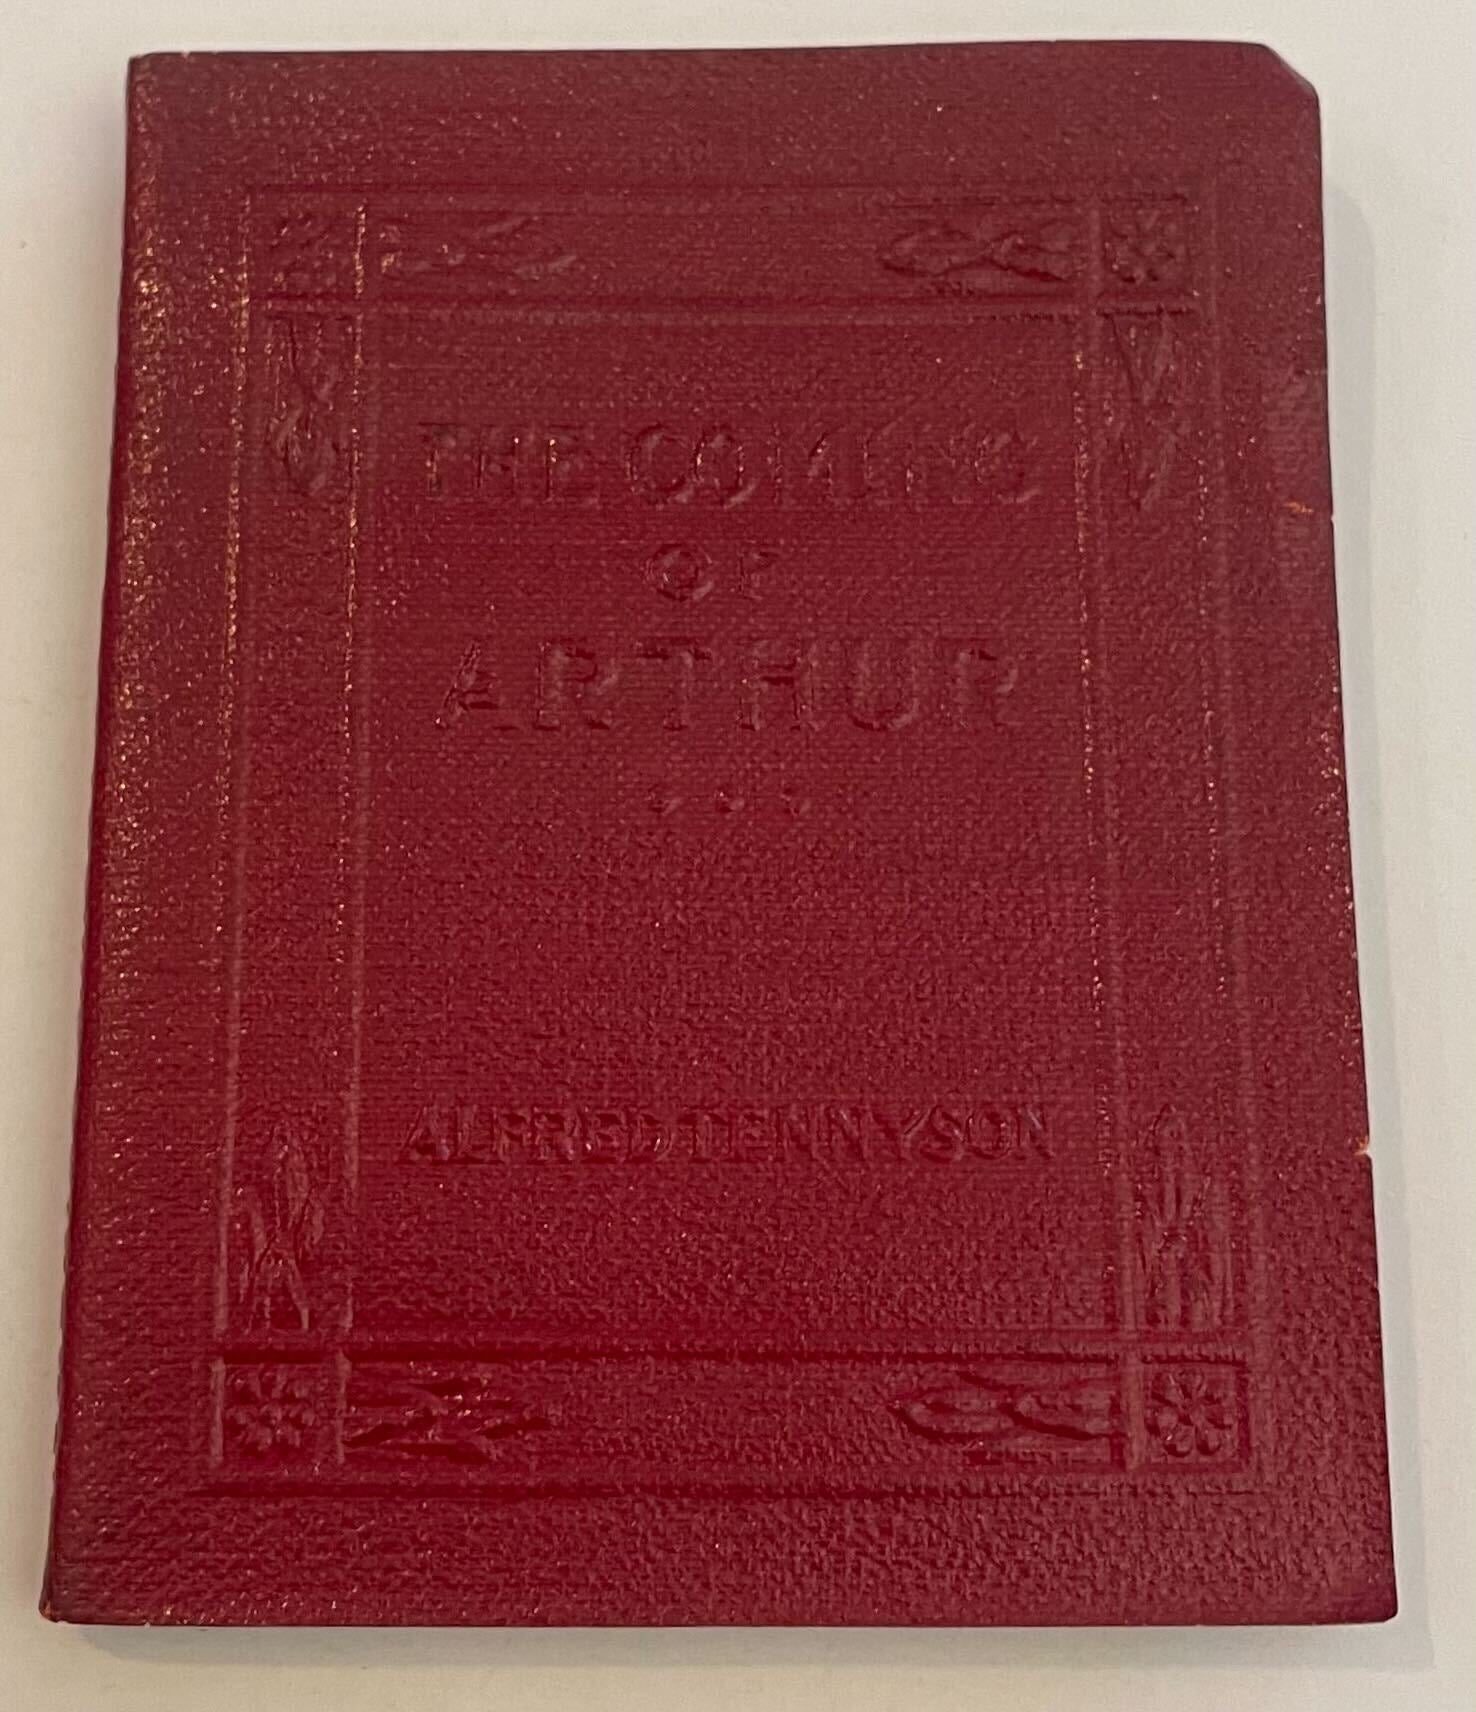 THE COMING
OF
ARTHUR
ALFRED TENNYSON